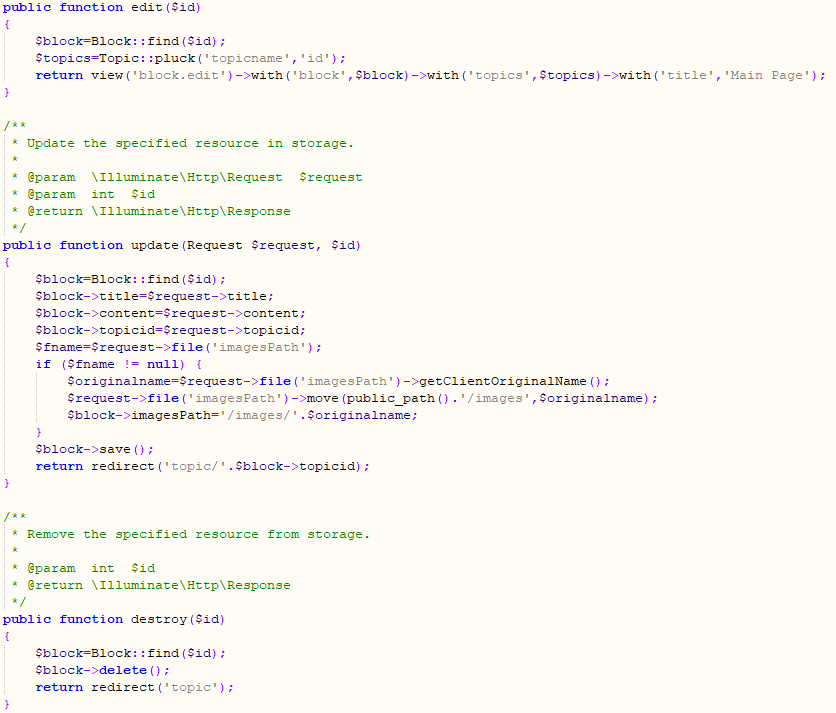 public function edit($id)
{
    $block=Block::find($id);
    $topics=Topic::pluck('topicname','id');
    return view('block.edit')->with('block',$block)->with('topics',$topics)->with('title','Main Page');
}

/**
 * Update the specified resource in storage.
 *
 * @param  \Illuminate\Http\Request  $request
 * @param  int  $id
 * @return \Illuminate\Http\Response
 */
public function update(Request $request, $id)
{
    $block=Block::find($id);
    $block->title=$request->title;
    $block->content=$request->content;
    $block->topicid=$request->topicid;
    $fname=$request->file('imagesPath');
    if ($fname != null) {
        $originalname=$request->file('imagesPath')->getClientOriginalName();
        $request->file('imagesPath')->move(public_path().'/images',$originalname);
        $block->imagesPath='/images/'.$originalname;
    }
    $block->save();
    return redirect('topic/'.$block->topicid);
}

/**
 * Remove the specified resource from storage.
 *
 * @param  int  $id
 * @return \Illuminate\Http\Response
 */
public function destroy($id)
{
    $block=Block::find($id);
    $block->delete();
    return redirect('topic');
}